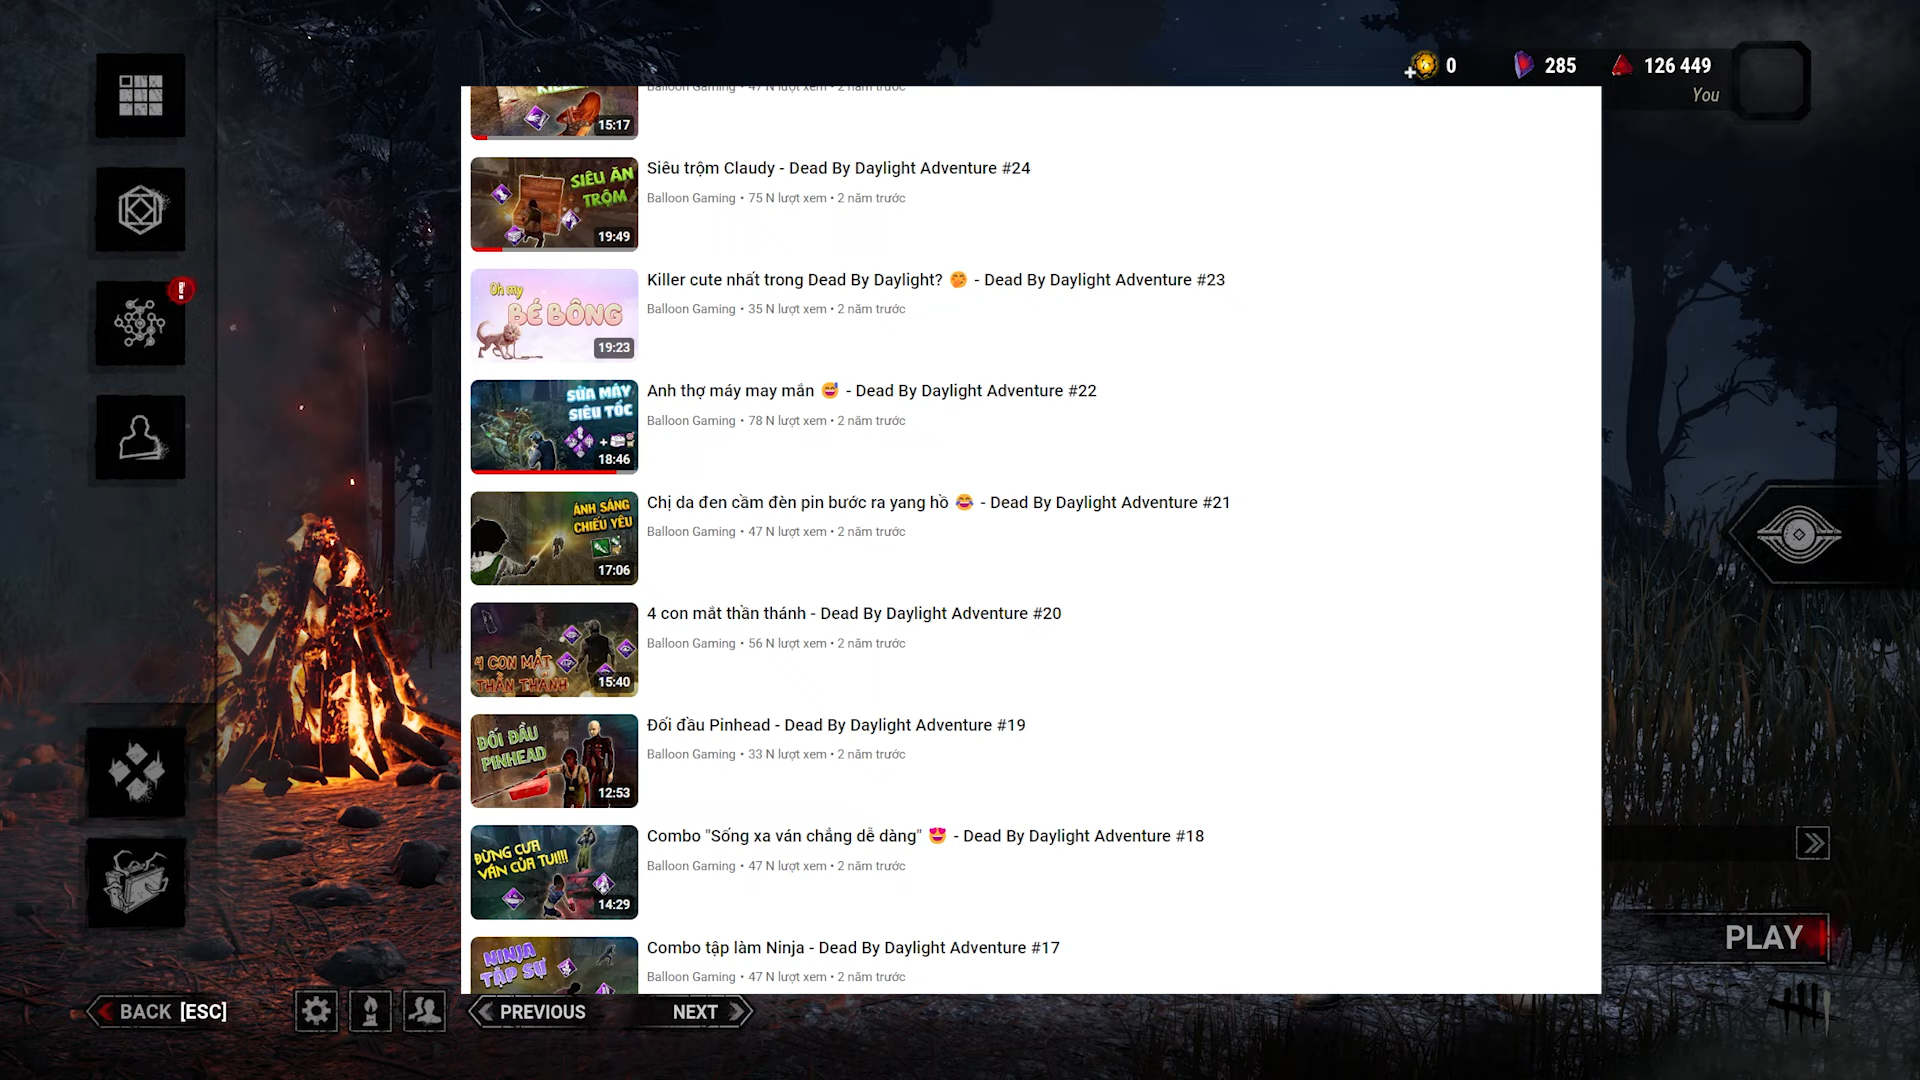 0
285
126 449
You
Balloon Gaming • 47 N lượt xem • 2 năm trước
15:17
Siêu trộm Claudy - Dead By Daylight Adventure #24
Balloon Gaming • 75 N lượt xem • 2 năm trước
SIÊU ĂN
TRỘM
19:49
Killer cute nhất trong Dead By Daylight? 🤭 - Dead By Daylight Adventure #23
Balloon Gaming • 35 N lượt xem • 2 năm trước
Oh my
BÉ BÔNG
19:23
Anh thợ máy may mắn 😅 - Dead By Daylight Adventure #22
Balloon Gaming • 78 N lượt xem • 2 năm trước
SỬA MÁY
SIÊU TỐC
18:46
Chị da đen cầm đèn pin bước ra yang hồ 😂 - Dead By Daylight Adventure #21
Balloon Gaming • 47 N lượt xem • 2 năm trước
ÁNH SÁNG
CHIẾU YÊU
17:06
4 con mắt thần thánh - Dead By Daylight Adventure #20
Balloon Gaming • 56 N lượt xem • 2 năm trước
4 CON MẮT
THẦN THÁNH
15:40
Đối đầu Pinhead - Dead By Daylight Adventure #19
Balloon Gaming • 33 N lượt xem • 2 năm trước
ĐỐI ĐẦU
PINHEAD
12:53
Combo "Sống xa ván chẳng dễ dàng" 😍 - Dead By Daylight Adventure #18
Balloon Gaming • 47 N lượt xem • 2 năm trước
ĐỪNG CƯA
VÁN CỦA TUI!!!
14:29
Combo tập làm Ninja - Dead By Daylight Adventure #17
Balloon Gaming • 47 N lượt xem • 2 năm trước
NINJA
TẬP SỰ
PLAY
BACK [ESC]
PREVIOUS
NEXT